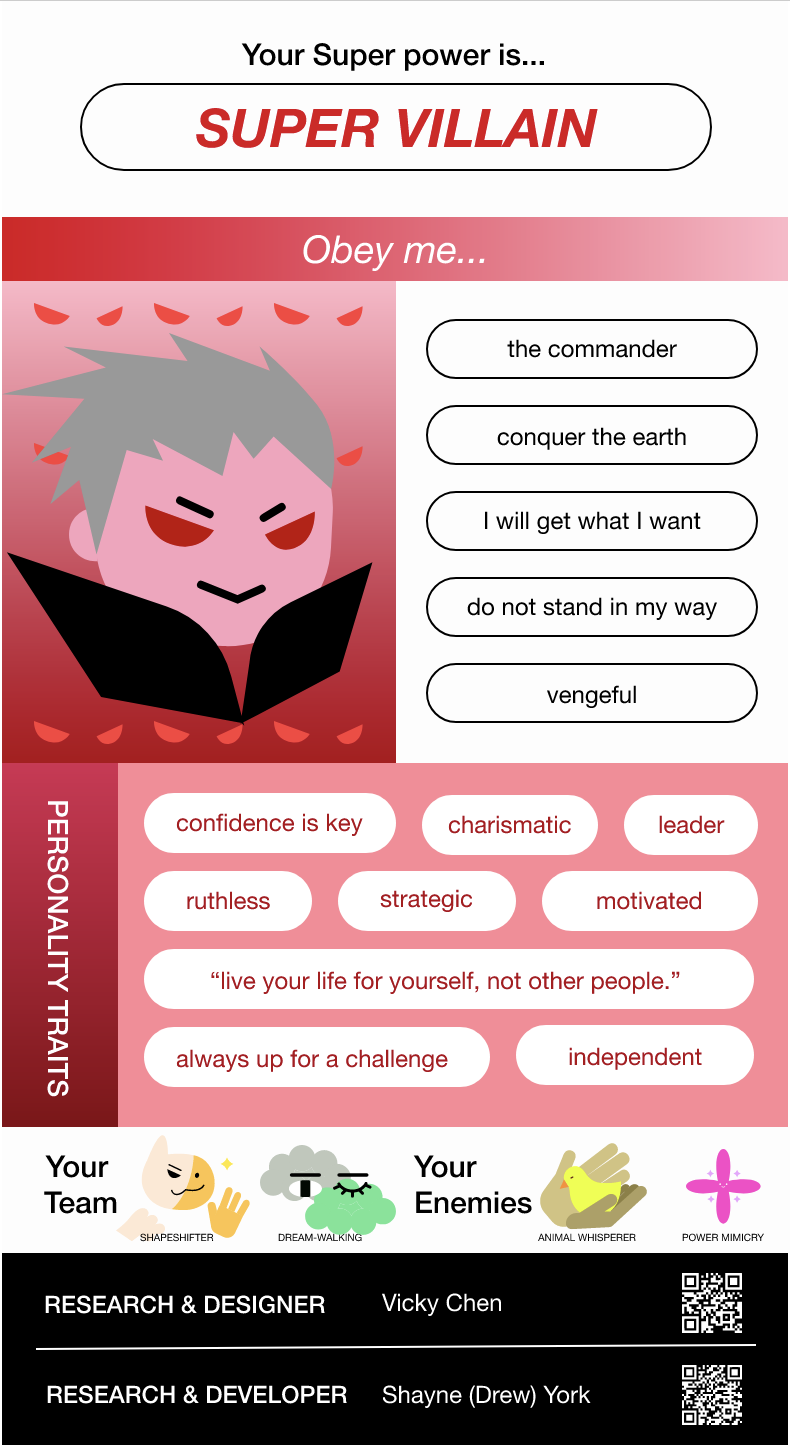 Your Super power is...
SUPER VILLAIN
Obey me...
the commander
conquer the earth
I will get what I want
do not stand in my way
vengeful
PERSONALITY TRAITS
confidence is key
charismatic
leader
ruthless
strategic
motivated
“live your life for yourself, not other people.”
always up for a challenge
independent
Your
Team
SHAPESHIFTER
DREAM-WALKING
Your
Enemies
ANIMAL WHISPERER
POWER MIMICRY
RESEARCH & DESIGNER
Vicky Chen
RESEARCH & DEVELOPER
Shayne (Drew) York